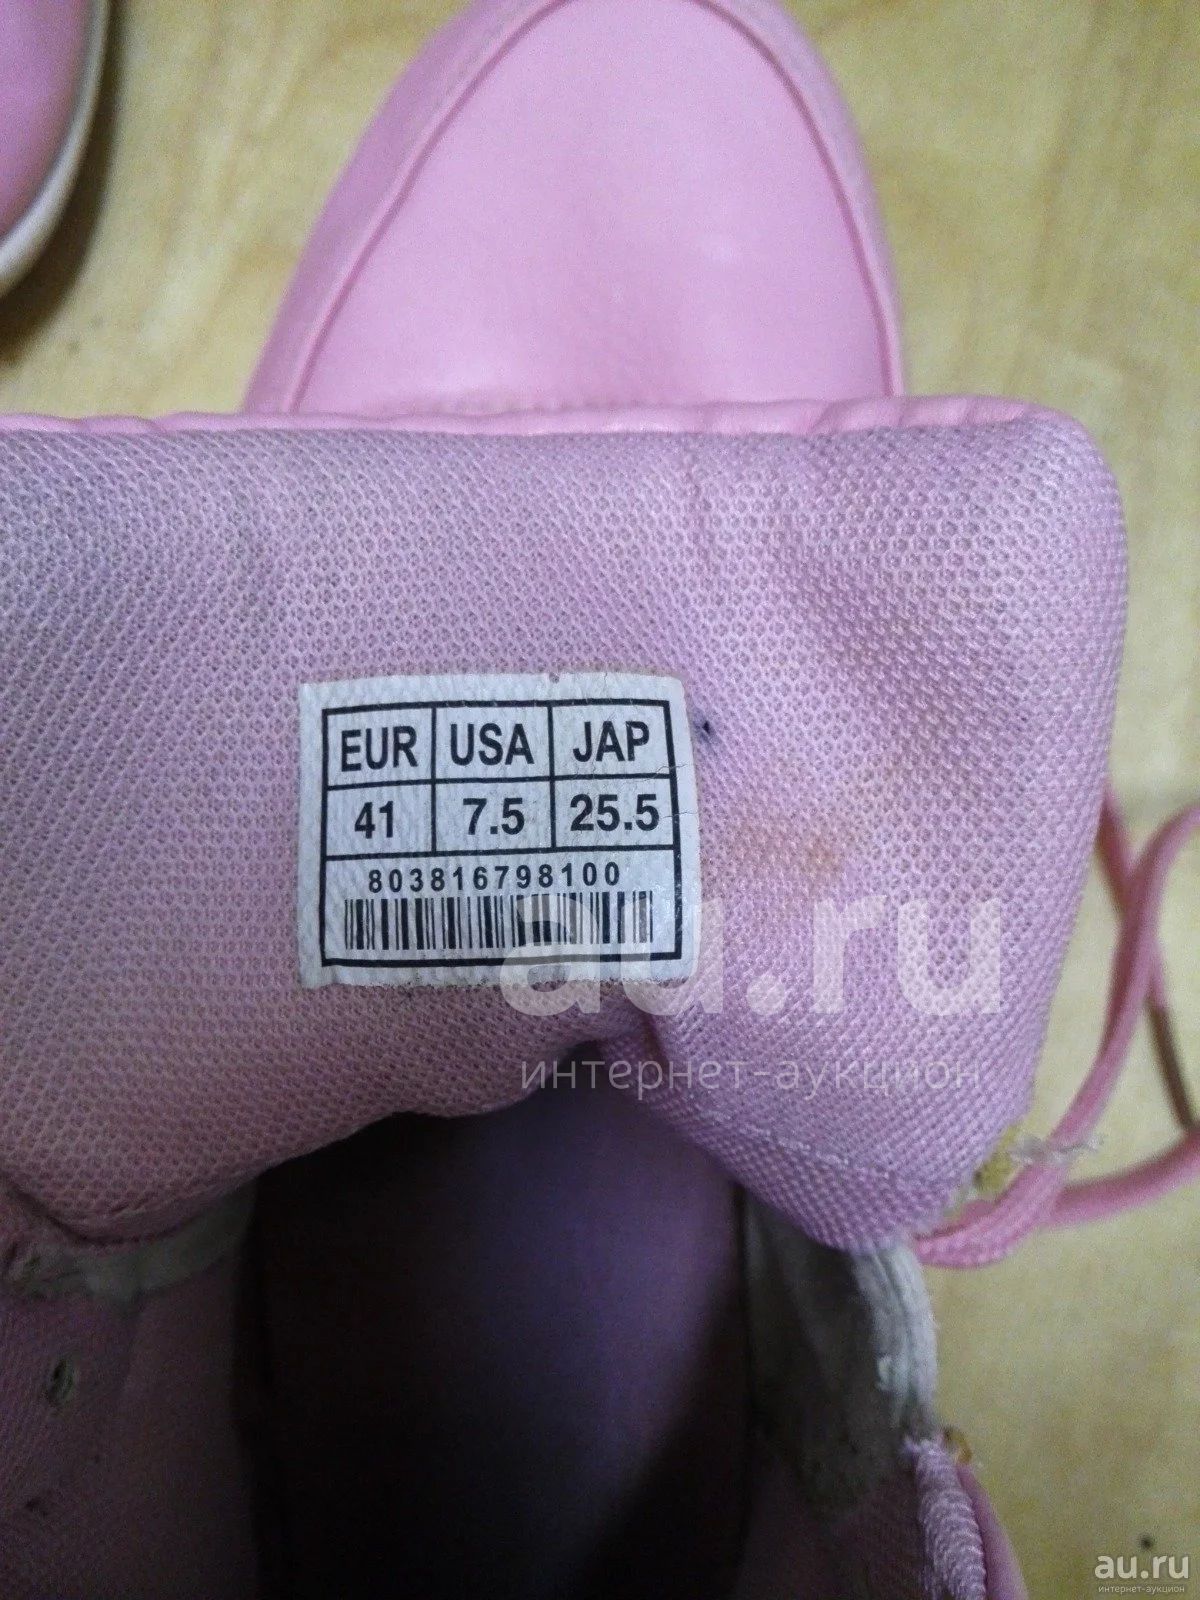 EUR USA JAP
41 7.5 25.5
803816798100
au.ru
интернет-аукцион
au.ru
интернет-аукцион